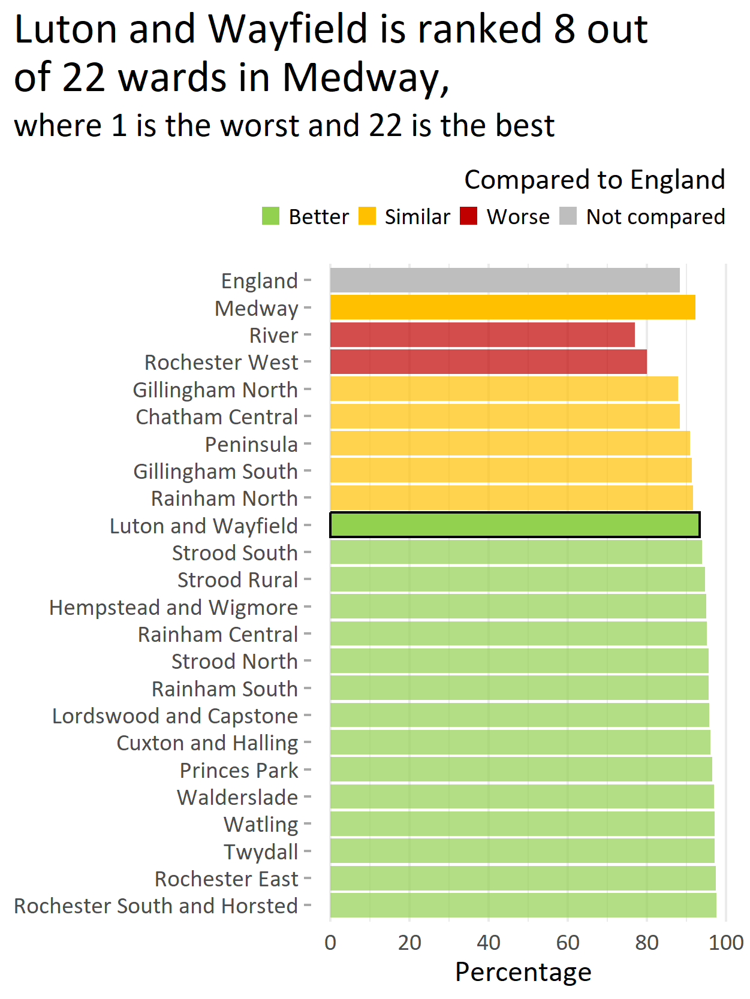 Luton and Wayfield is ranked 8 out
of 22 wards in Medway,
where 1 is the worst and 22 is the best
Compared to England
Better Similar Worse Not compared
England
Medway
River
Rochester West
Gillingham North
Chatham Central
Peninsula
Gillingham South
Rainham North
Luton and Wayfield
Strood South
Strood Rural
Hempstead and Wigmore
Rainham Central
Strood North
Rainham South
Lordswood and Capstone
Cuxton and Halling
Princes Park
Walderslade
Watling
Twydall
Rochester East
Rochester South and Horsted
0 20 40 60 80 100
Percentage